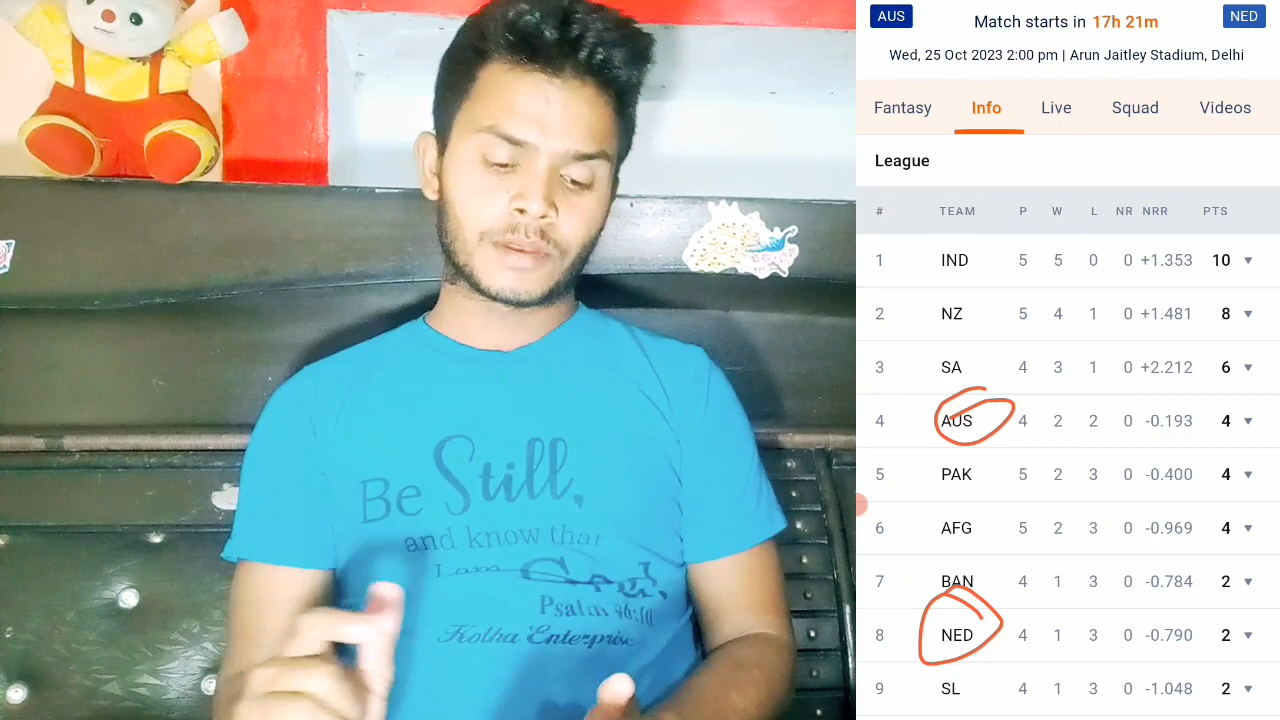 Be Still,
and know that
I am God,
Psalm 46:10
Kotha Enterprise
AUS
Match starts in 17h 21m
NED
Wed, 25 Oct 2023 2:00 pm | Arun Jaitley Stadium, Delhi
Fantasy Info Live Squad Videos
League
# TEAM P W L NR NRR PTS
1 IND 5 5 0 0 +1.353 10 ▼
2 NZ 5 4 1 0 +1.481 8 ▼
3 SA 4 3 1 0 +2.212 6 ▼
4 AUS 4 2 2 0 -0.193 4 ▼
5 PAK 5 2 3 0 -0.400 4 ▼
6 AFG 5 2 3 0 -0.969 4 ▼
7 BAN 4 1 3 0 -0.784 2 ▼
8 NED 4 1 3 0 -0.790 2 ▼
9 SL 4 1 3 0 -1.048 2 ▼